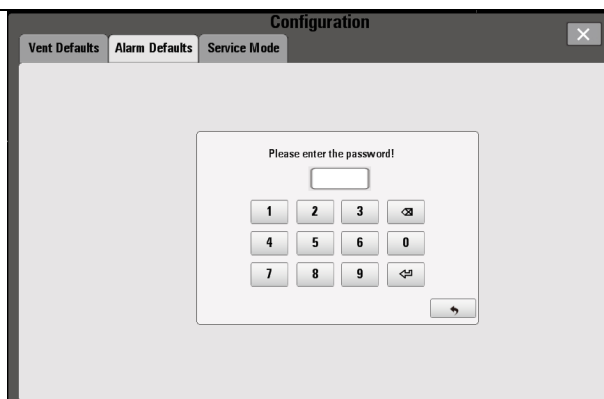 Configuration
Vent Defaults Alarm Defaults Service Mode
Please enter the password!
1 2 3
4 5 6 0
7 8 9